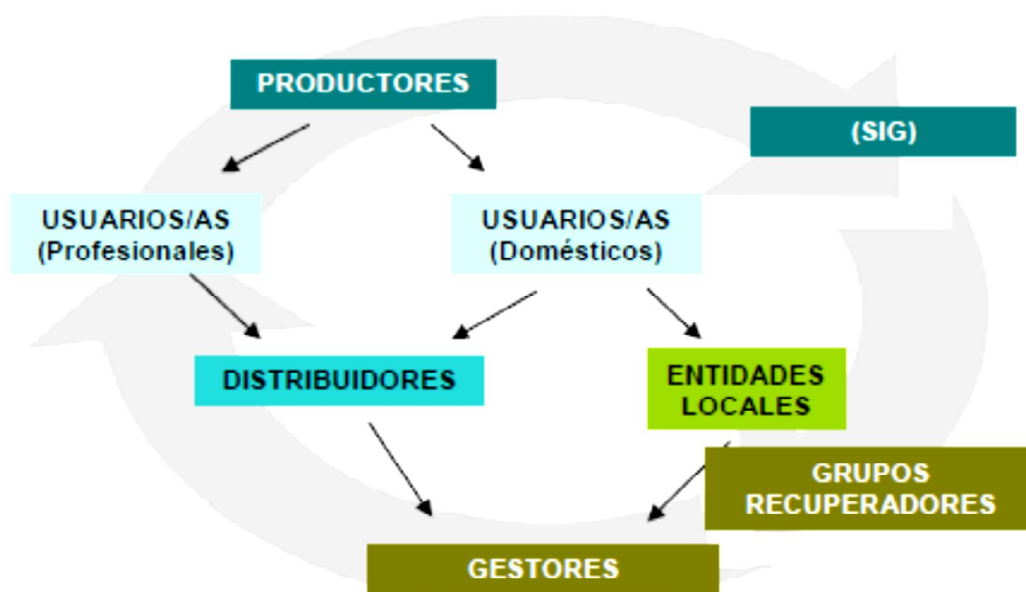 PRODUCTORES
(SIG)
USUARIOS/AS
(Profesionales)
USUARIOS/AS
(Domésticos)
DISTRIBUIDORES
ENTIDADES
LOCALES
GRUPOS
RECUPERADORES
GESTORES